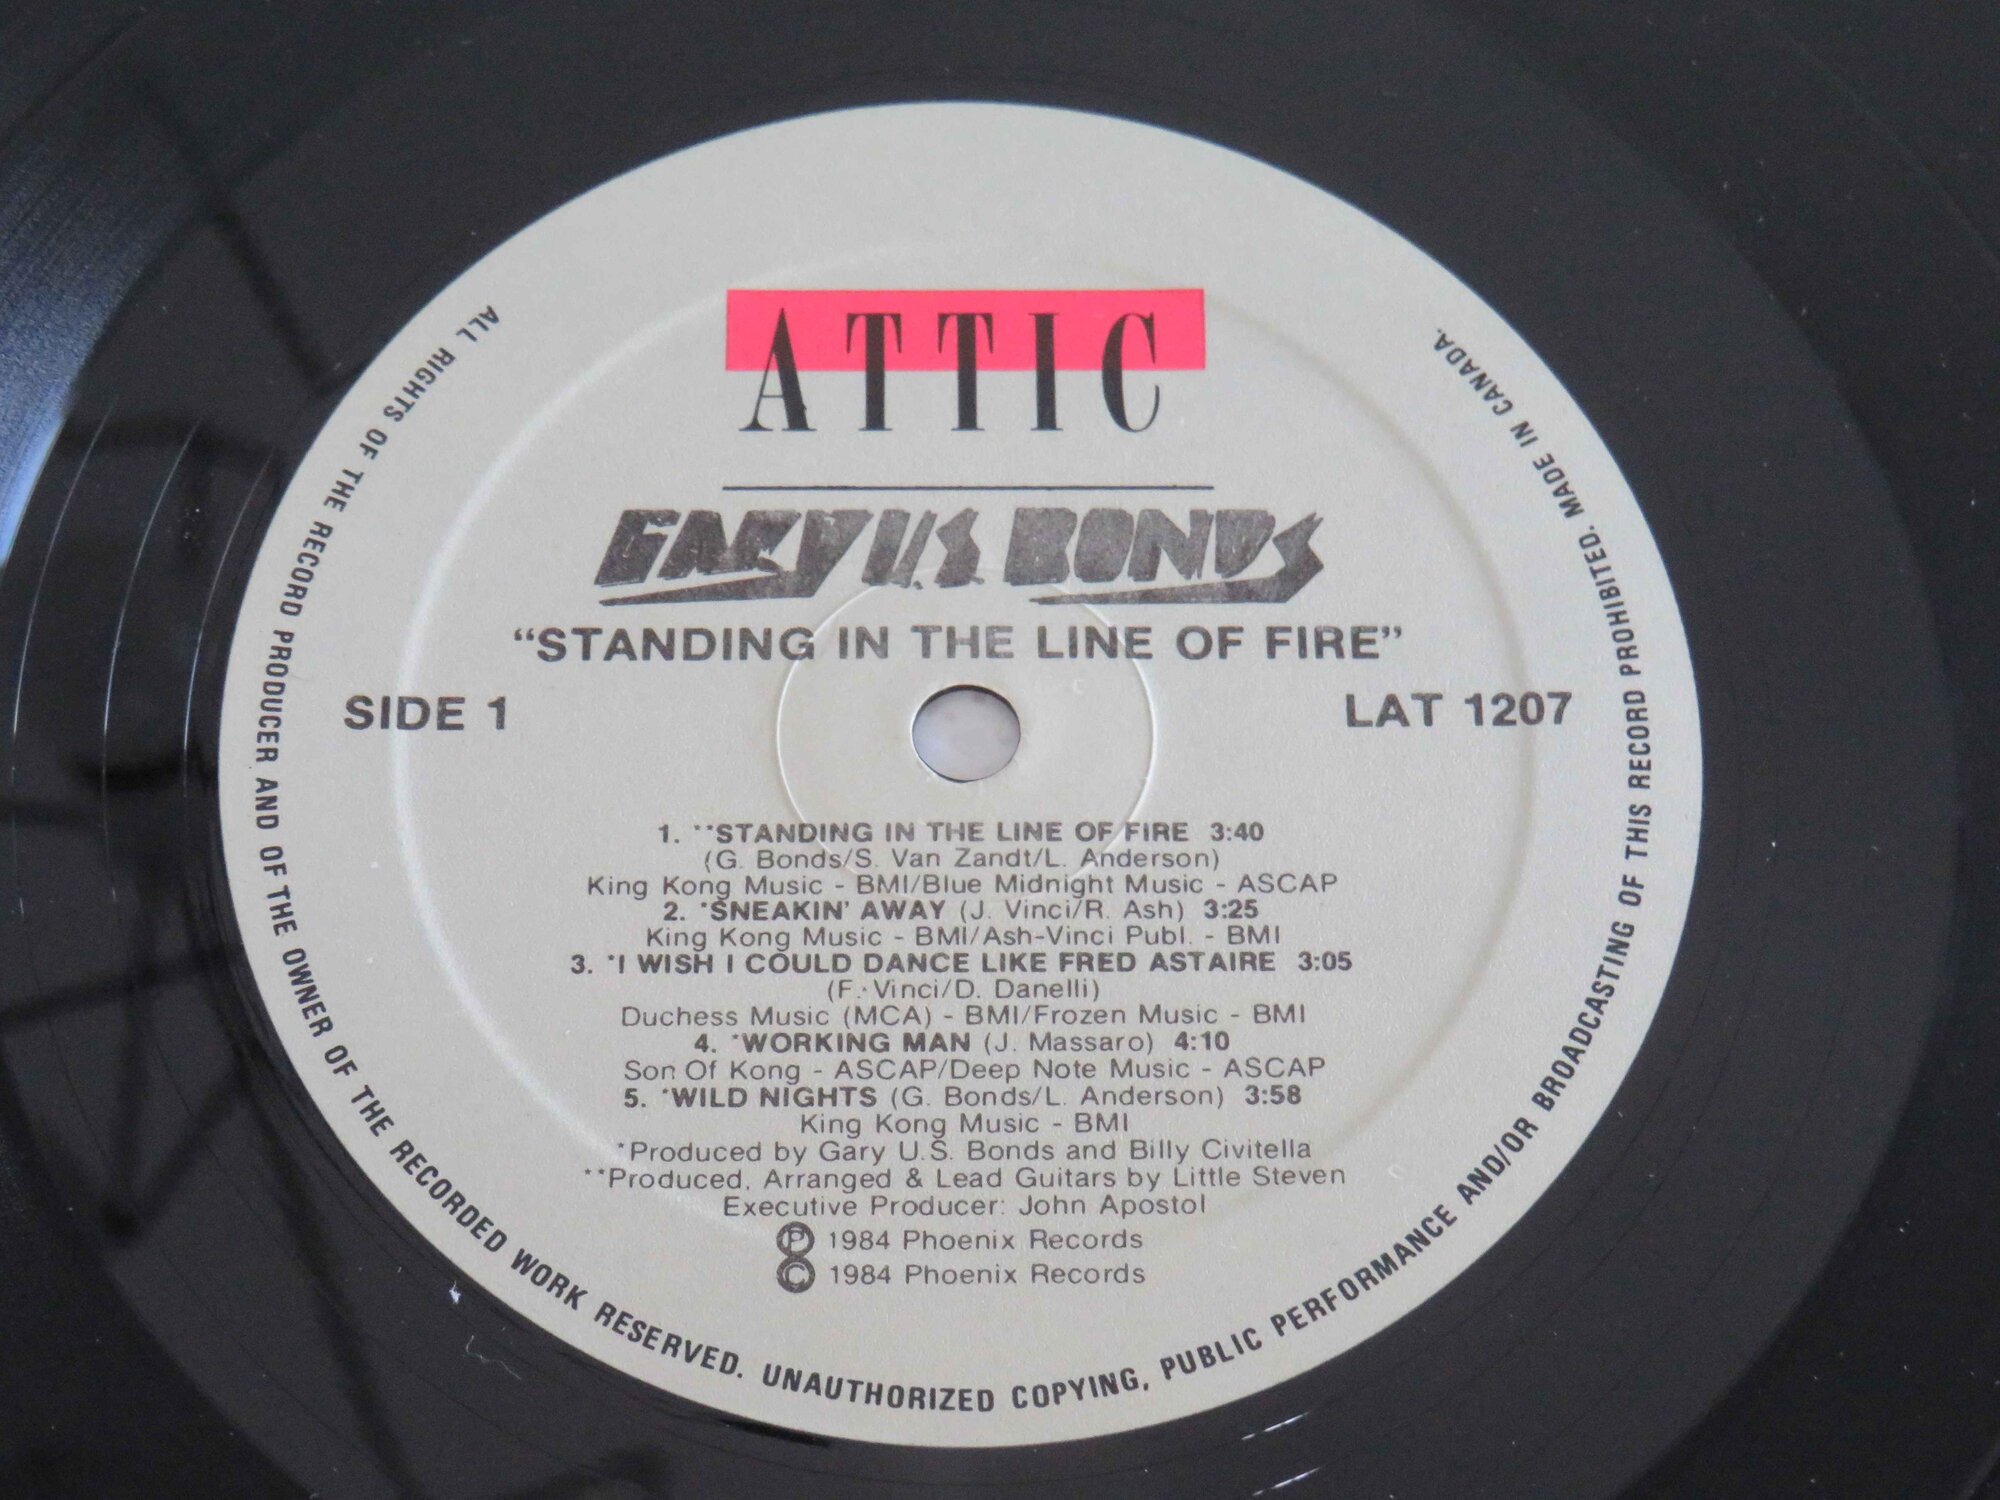 ATTIC
GARY U.S. BONDS
“STANDING IN THE LINE OF FIRE”
SIDE 1
LAT 1207
1. **STANDING IN THE LINE OF FIRE 3:40
(G. Bonds/S. Van Zandt/L. Anderson)
King Kong Music - BMI/Blue Midnight Music - ASCAP
2. *SNEAKIN' AWAY (J. Vinci/R. Ash) 3:25
King Kong Music - BMI/Ash-Vinci Publ. - BMI
3. *I WISH I COULD DANCE LIKE FRED ASTAIRE 3:05
(F. Vinci/D. Danelli)
Duchess Music (MCA) - BMI/Frozen Music - BMI
4. *WORKING MAN (J. Massaro) 4:10
Son Of Kong - ASCAP/Deep Note Music - ASCAP
5. *WILD NIGHTS (G. Bonds/L. Anderson) 3:58
King Kong Music - BMI
*Produced by Gary U.S. Bonds and Billy Civitella
**Produced, Arranged & Lead Guitars by Little Steven
Executive Producer: John Apostol
Ⓟ 1984 Phoenix Records
© 1984 Phoenix Records
ALL RIGHTS OF THE RECORD PRODUCER AND OF THE OWNER OF THE RECORDED WORK RESERVED. UNAUTHORIZED COPYING, PUBLIC PERFORMANCE AND/OR BROADCASTING OF THIS RECORD PROHIBITED. MADE IN CANADA.